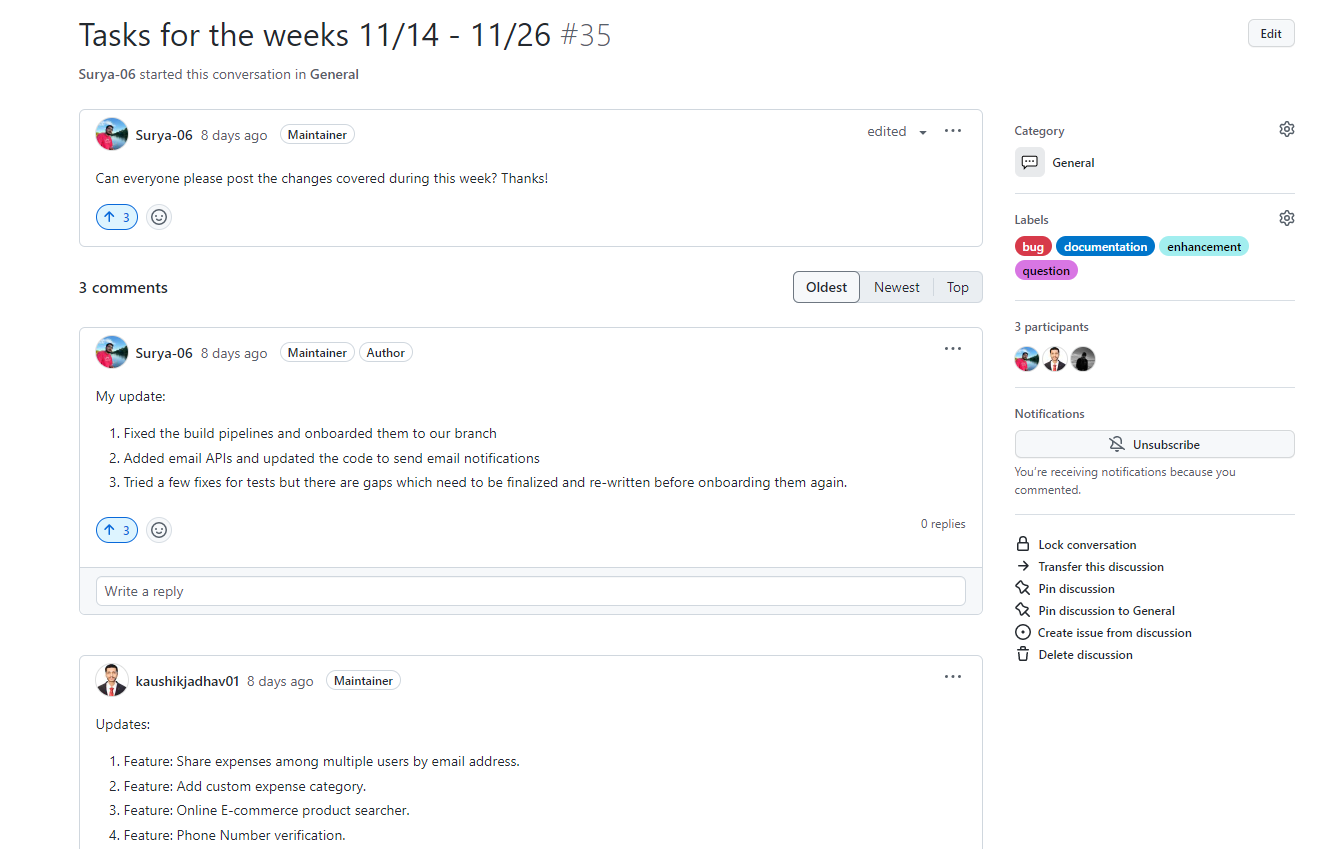 Tasks for the weeks 11/14 - 11/26 #35
Edit
Surya-06 started this conversation in General
Surya-06 8 days ago Maintainer
edited
Can everyone please post the changes covered during this week? Thanks!
3
3 comments
Oldest Newest Top
Surya-06 8 days ago Maintainer Author
My update:
1. Fixed the build pipelines and onboarded them to our branch
2. Added email APIs and updated the code to send email notifications
3. Tried a few fixes for tests but there are gaps which need to be finalized and re-written before onboarding them again.
3
0 replies
Write a reply
kaushikjadhav01 8 days ago Maintainer
Updates:
1. Feature: Share expenses among multiple users by email address.
2. Feature: Add custom expense category.
3. Feature: Online E-commerce product searcher.
4. Feature: Phone Number verification.
Category
General
Labels
bug documentation enhancement
question
3 participants
Notifications
Unsubscribe
You're receiving notifications because you
commented.
Lock conversation
Transfer this discussion
Pin discussion
Pin discussion to General
Create issue from discussion
Delete discussion